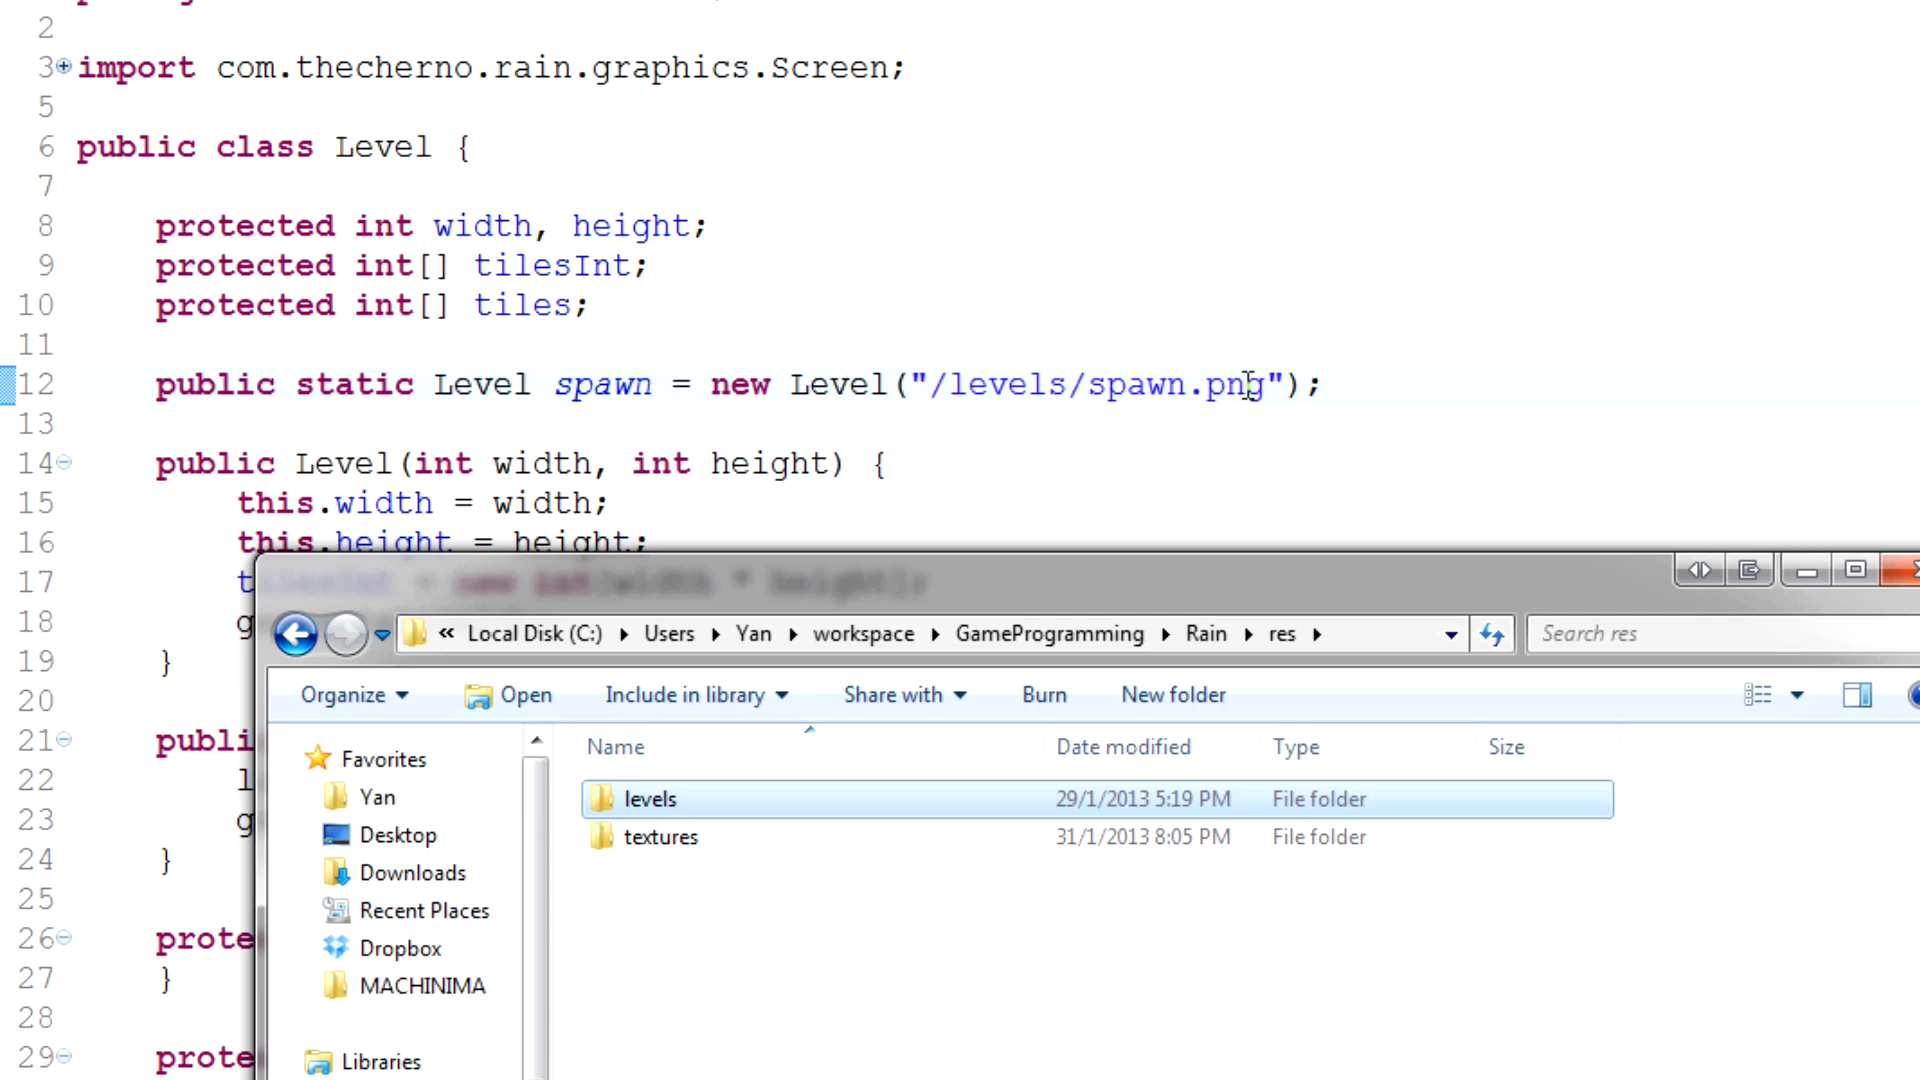 2
3 import com.thecherno.rain.graphics.Screen;
5
6 public class Level {
7
8 protected int width, height;
9 protected int[] tilesInt;
10 protected int[] tiles;
11
12 public static Level spawn = new Level("/levels/spawn.png");
13
14 public Level(int width, int height) {
15 this.width = width;
16 this.height = height;
17 tilesInt = new int[width * height];
18 g
19 }
20
21 publi
22 l
23 g
24 }
25
26 prote
27 }
28
29 prote
« Local Disk (C:) Users Yan workspace GameProgramming Rain res
Search res
Organize Open Include in library Share with Burn New folder
Favorites
Yan
Desktop
Downloads
Recent Places
Dropbox
MACHINIMA
Libraries
Name Date modified Type Size
levels 29/1/2013 5:19 PM File folder
textures 31/1/2013 8:05 PM File folder